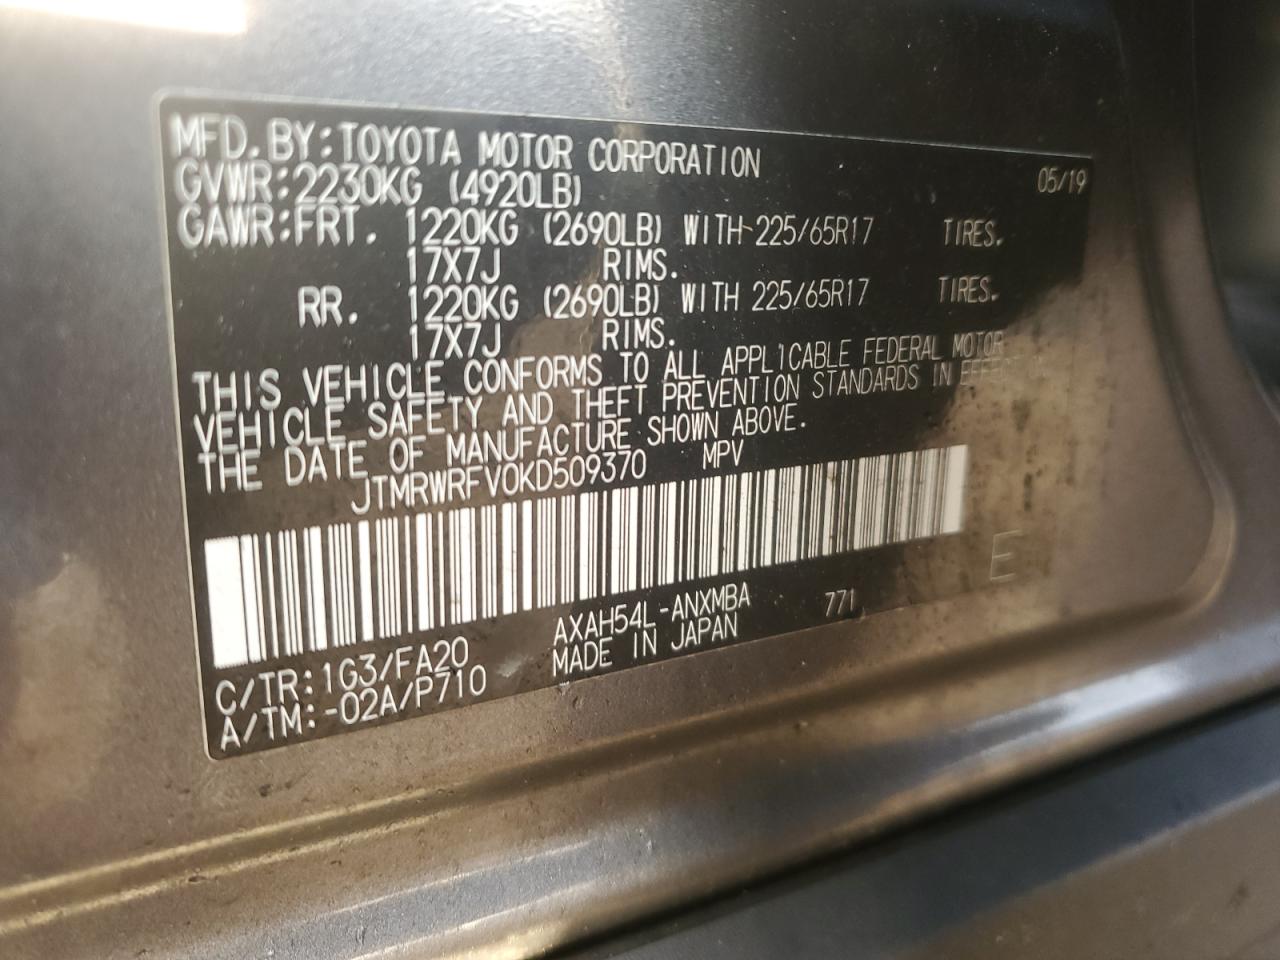 MFD. BY: TOYOTA MOTOR CORPORATION 05/19
GVWR: 2230KG (4920LB)
GAWR: FRT. 1220KG (2690LB) WITH 225/65R17 TIRES.
17X7J RIMS.
RR. 1220KG (2690LB) WITH 225/65R17 TIRES.
17X7J RIMS.
THIS VEHICLE CONFORMS TO ALL APPLICABLE FEDERAL MOTOR
VEHICLE SAFETY AND THEFT PREVENTION STANDARDS IN
THE DATE OF MANUFACTURE SHOWN ABOVE.
JTMRWRFV0KD509370 MPV
E
AXAH54L-ANXMBA 771
MADE IN JAPAN
C/TR: 1G3/FA20
A/TM: -02A/P710